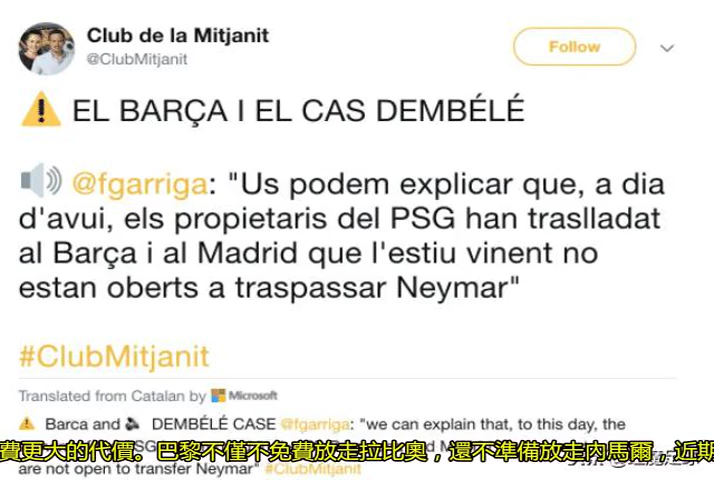 Club de la Mitjanit
@ClubMitjanit
Follow
⚠️ EL BARÇA I EL CAS DEMBÉLÉ
🔊 @fgarriga: "Us podem explicar que, a dia
d'avui, els propietaris del PSG han traslladat
al Barça i al Madrid que l'estiu vinent no
estan oberts a traspassar Neymar"
#ClubMitjanit
Translated from Catalan by Microsoft
⚠️ Barca and DEMBÉLÉ CASE @fgarriga: "we can explain that, to this day, the
費更大的代價。巴黎不僅不免費放走拉比奧，還不準備放走內馬爾，近期
are not open to transfer Neymar" #ClubMitjanit